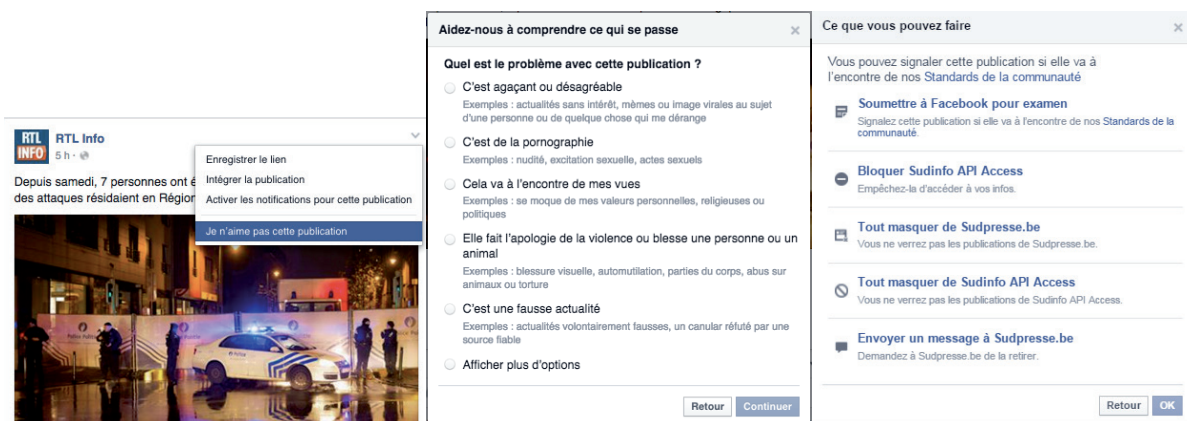 RTL
INFO
RTL Info
5 h ·
Depuis samedi, 7 personnes ont
des attaques résidaient en Région
Enregistrer le lien
Intégrer la publication
Activer les notifications pour cette publication
Je n'aime pas cette publication
Aidez-nous à comprendre ce qui se passe
Quel est le problème avec cette publication ?
C'est agaçant ou désagréable
Exemples : actualités sans intérêt, mèmes ou image virales au sujet
d'une personne ou de quelque chose qui me dérange
C'est de la pornographie
Exemples : nudité, excitation sexuelle, actes sexuels
Cela va à l'encontre de mes vues
Exemples : se moque de mes valeurs personnelles, religieuses ou
politiques
Elle fait l'apologie de la violence ou blesse une personne ou un
animal
Exemples : blessure visuelle, automutilation, parties du corps, abus sur
animaux ou torture
C'est une fausse actualité
Exemples : actualités volontairement fausses, un canular réfuté par une
source fiable
Afficher plus d'options
Retour Continuer
Ce que vous pouvez faire
Vous pouvez signaler cette publication si elle va à
l'encontre de nos Standards de la communauté
Soumettre à Facebook pour examen
Signalez cette publication si elle va à l'encontre de nos Standards de la
communauté.
Bloquer Sudinfo API Access
Empêchez-la d'accéder à vos infos.
Tout masquer de Sudpresse.be
Vous ne verrez pas les publications de Sudpresse.be.
Tout masquer de Sudinfo API Access
Vous ne verrez pas les publications de Sudinfo API Access.
Envoyer un message à Sudpresse.be
Demandez à Sudpresse.be de la retirer.
Retour OK